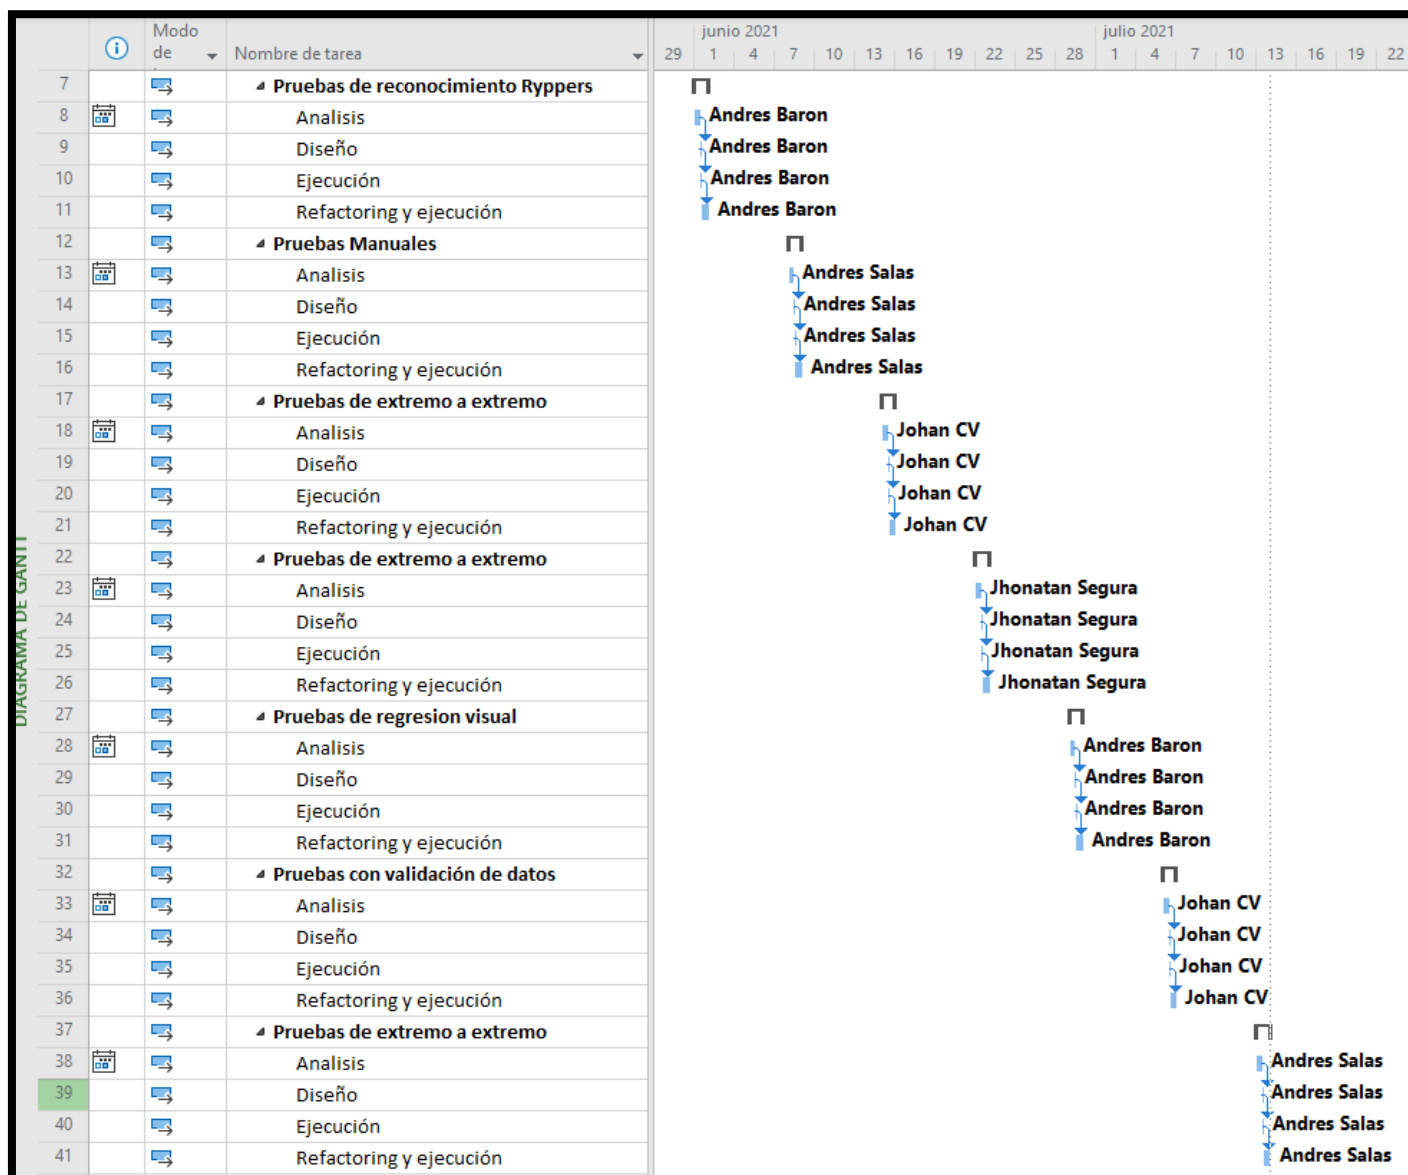 Modo
de
Nombre de tarea
junio 2021
julio 2021
29 1 4 7 10 13 16 19 22 25 28 1 4 7 10 13 16 19 22
7 Pruebas de reconocimiento Ryppers
8 Analisis Andres Baron
9 Diseño Andres Baron
10 Ejecución Andres Baron
11 Refactoring y ejecución Andres Baron
12 Pruebas Manuales
13 Analisis Andres Salas
14 Diseño Andres Salas
15 Ejecución Andres Salas
16 Refactoring y ejecución Andres Salas
17 Pruebas de extremo a extremo
18 Analisis Johan CV
19 Diseño Johan CV
20 Ejecución Johan CV
21 Refactoring y ejecución Johan CV
22 Pruebas de extremo a extremo
23 Analisis Jhonatan Segura
24 Diseño Jhonatan Segura
25 Ejecución Jhonatan Segura
26 Refactoring y ejecución Jhonatan Segura
27 Pruebas de regresion visual
28 Analisis Andres Baron
29 Diseño Andres Baron
30 Ejecución Andres Baron
31 Refactoring y ejecución Andres Baron
32 Pruebas con validación de datos
33 Analisis Johan CV
34 Diseño Johan CV
35 Ejecución Johan CV
36 Refactoring y ejecución Johan CV
37 Pruebas de extremo a extremo
38 Analisis Andres Salas
39 Diseño Andres Salas
40 Ejecución Andres Salas
41 Refactoring y ejecución Andres Salas
DIAGRAMA DE GANTT